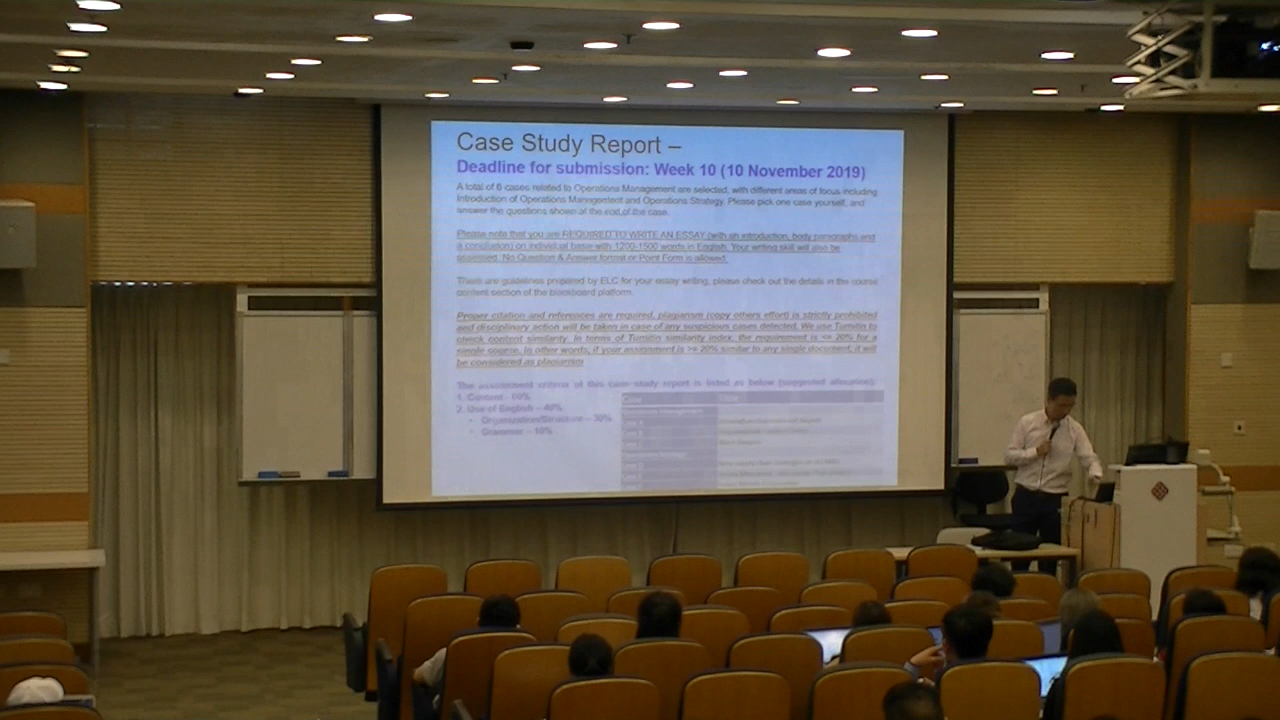 Case Study Report –
Deadline for submission: Week 10 (10 November 2019)
A total of 6 cases related to Operations Management are selected, with different areas of focus including
Introduction of Operations Management and Operations Strategy. Please pick one case yourself, and
answer the questions shown at the end of the case.
Please note that you are REQUIRED TO WRITE AN ESSAY (with an introduction, body paragraphs and
a conclusion) on individual basis with 1200-1500 words in English. Your writing skill will also be
assessed. No Question & Answer format or Point Form is allowed.
There are guidelines prepared by ELC for your essay writing, please check out the details in the course
content section of the blackboard platform.
Proper citation and references are required, plagiarism (copy others effort) is strictly prohibited
and disciplinary action will be taken in case of any suspicious cases detected. We use Turnitin to
check content similarity. In terms of Turnitin similarity index, the requirement is <= 20% for a
single source. In other words, if your assignment is >= 20% similar to any single document, it will
be considered as plagiarism
The assessment criteria of this case study report is listed as below (suggested allocation):
1. Content – 60%
2. Use of English – 40%
• Organization/Structure – 30%
• Grammar – 10%
Case Title